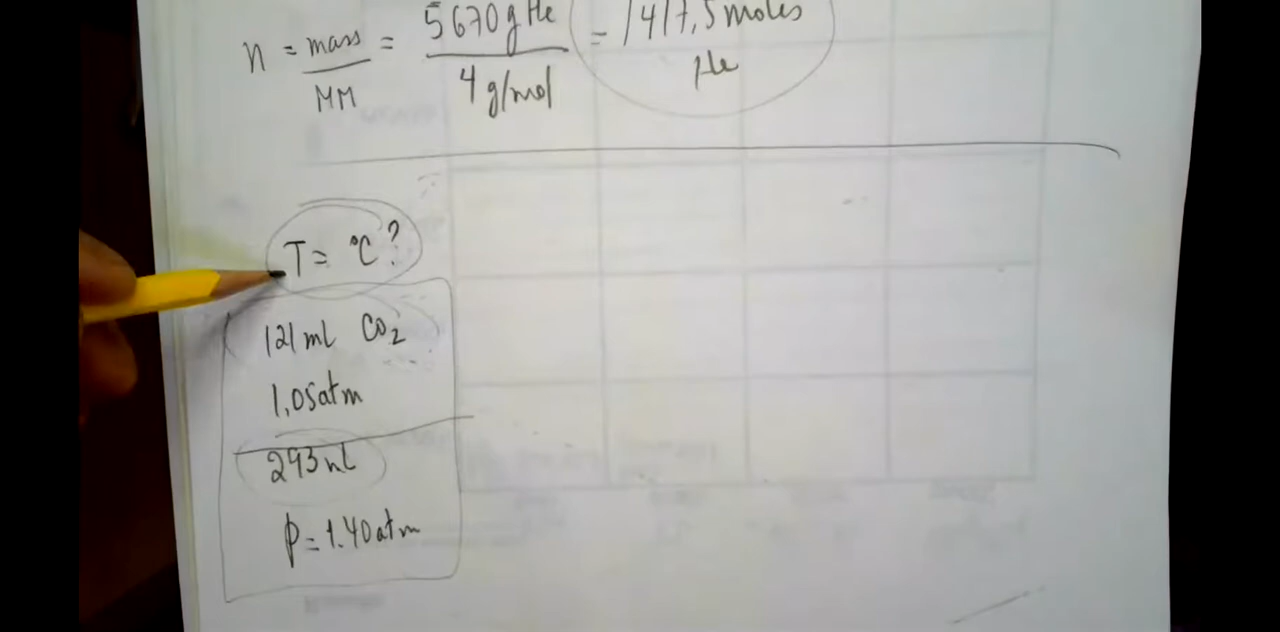 n = mass / MM = 5670 g He / 4 g/mol = 1417,5 moles He
T = °C ?
121 ml CO2
1,05 atm
293 ml
p = 1.40 atm